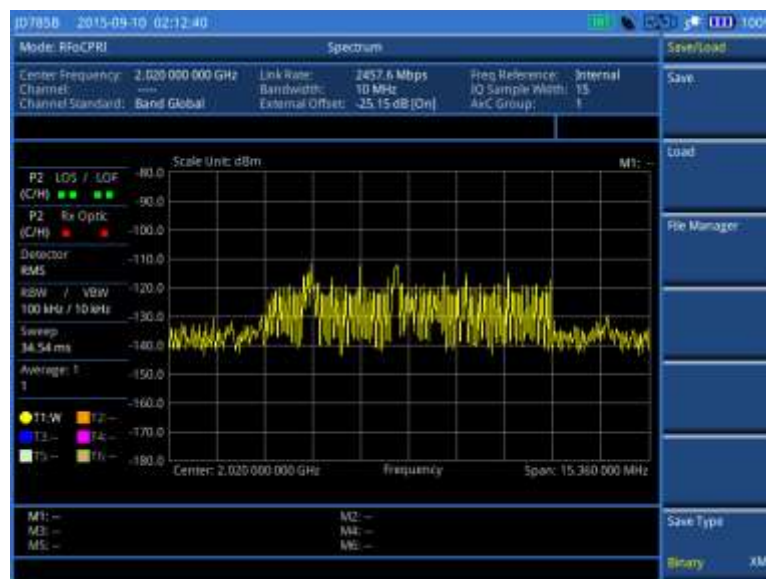 JD785B 2015-09-10 02:12:40 100%
Mode: RFoCPRI Spectrum Save/Load
Center Frequency: 2.020 000 000 GHz Link Rate: 2457.6 Mbps Freq Reference: Internal
Channel: ---- Bandwidth: 10 MHz IQ Sample Width: 15
Channel Standard: Band Global External Offset: -25.15 dB [On] AxC Group: 1
Save
Load
File Manager
Save Type
Binary XM
Scale Unit: dBm M1: --
P2 LOS / LOF
(C/H)
P2 Rx Optic
(C/H)
Detector
RMS
RBW / VBW
100 kHz / 10 kHz
Sweep
34.54 ms
Average: 1
1
T1:W T2:--
T3:-- T4:--
T5:-- T6:--
-80.0
-90.0
-100.0
-110.0
-120.0
-130.0
-140.0
-150.0
-160.0
-170.0
-180.0
Center: 2.020 000 000 GHz Frequency Span: 15.360 000 MHz
M1: -- M2: --
M3: -- M4: --
M5: -- M6: --